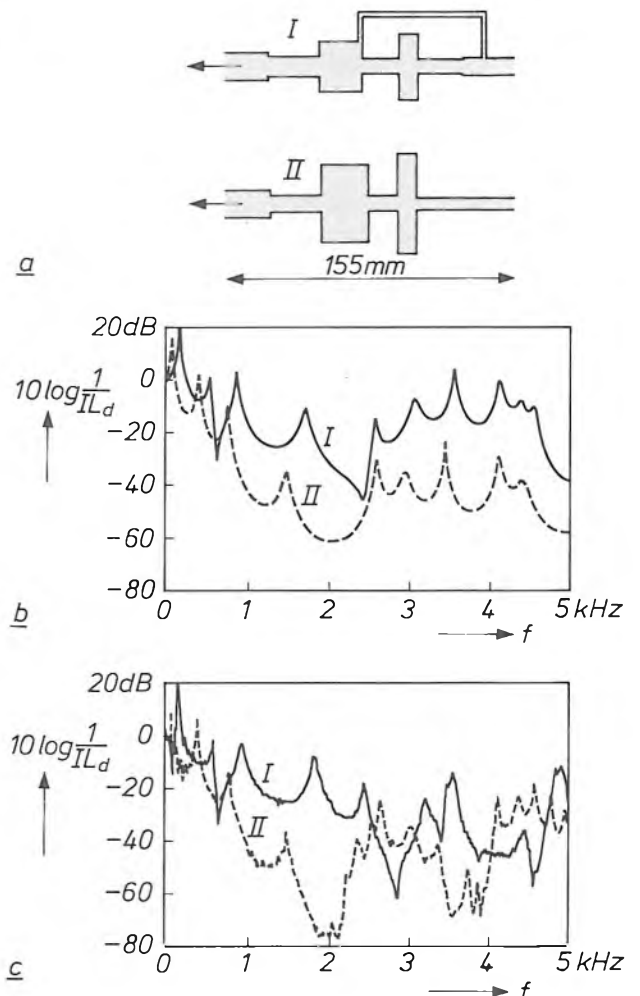 I
II
a
155mm
20dB
0
-20
-40
-60
-80
10 log 1/IL_d
I
II
0 1 2 3 4 5 kHz
b
f
20dB
0
-20
-40
-60
-80
10 log 1/IL_d
I
II
0 1 2 3 4 5 kHz
c
f